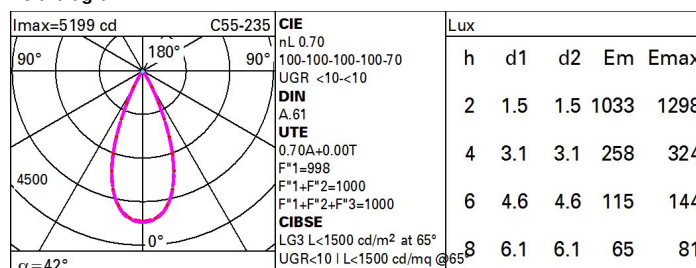 Imax=5199 cd C55-235
90° 180° 90°
4500
0°
α=42°
CIE
nL 0.70
100-100-100-100-70
UGR <10-<10
DIN
A.61
UTE
0.70A+0.00T
F"1=998
F"1+F"2=1000
F"1+F"2+F"3=1000
CIBSE
LG3 L<1500 cd/m² at 65°
UGR<10 | L<1500 cd/mq @65°
Lux
h d1 d2 Em Emax
2 1.5 1.5 1033 1298
4 3.1 3.1 258 324
6 4.6 4.6 115 144
8 6.1 6.1 65 81